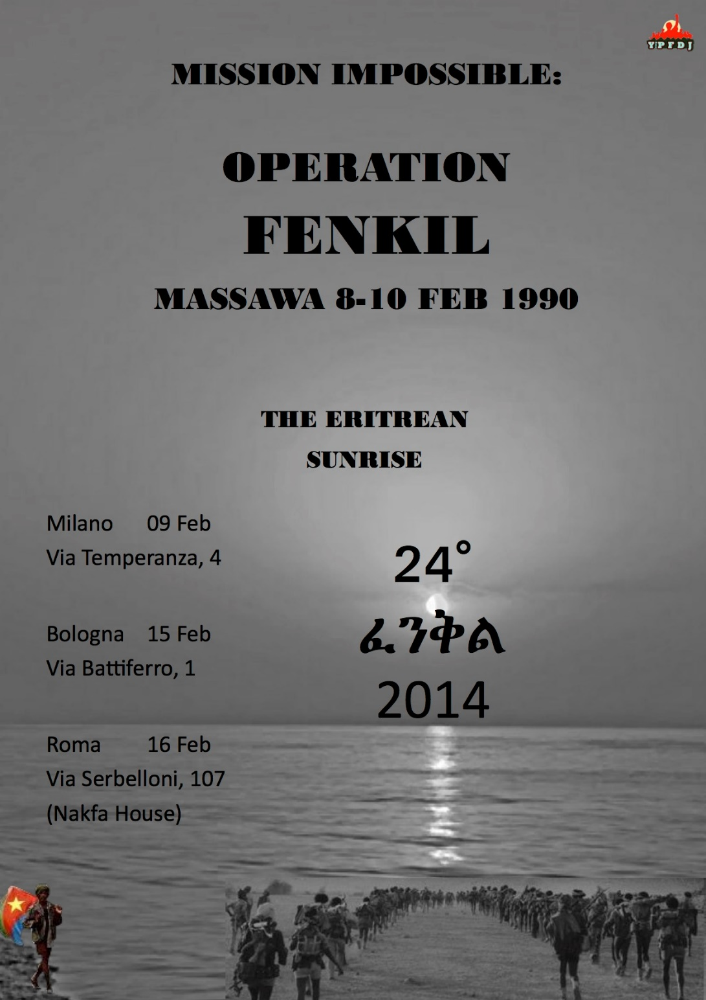 YPFDJ
MISSION IMPOSSIBLE:
OPERATION
FENKIL
MASSAWA 8-10 FEB 1990
THE ERITREAN
SUNRISE
Milano 09 Feb
Via Temperanza, 4
Bologna 15 Feb
Via Battiferro, 1
Roma 16 Feb
Via Serbelloni, 107
(Nakfa House)
24°
ፈንቅል
2014